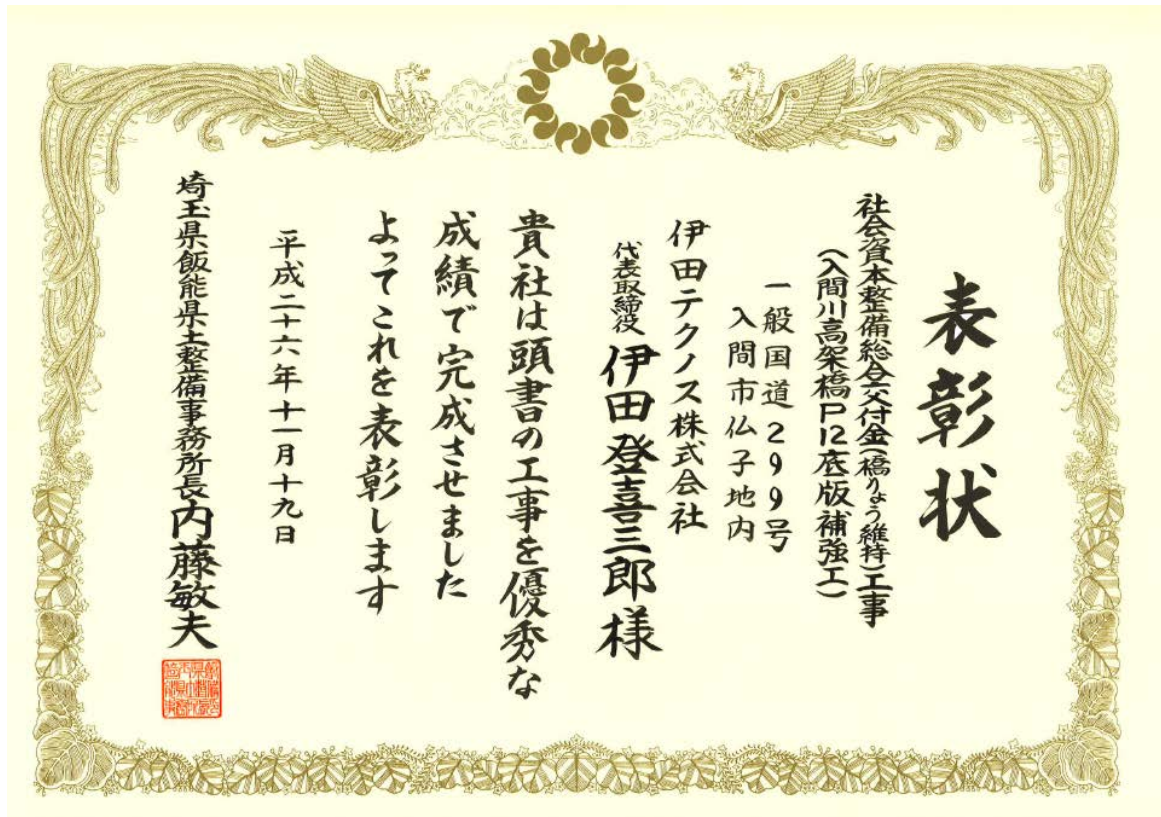 表彰状
社会資本整備総合交付金(橋りょう維持)工事
(入間川高架橋P12底版補強工)
一般国道299号
入間市仏子地内
伊田テクノス株式会社
代表取締役 伊田登喜三郎様
貴社は頭書の工事を優秀な
成績で完成させました
よってこれを表彰します
平成二十六年十一月十九日
埼玉県飯能県土整備事務所長内藤敏夫